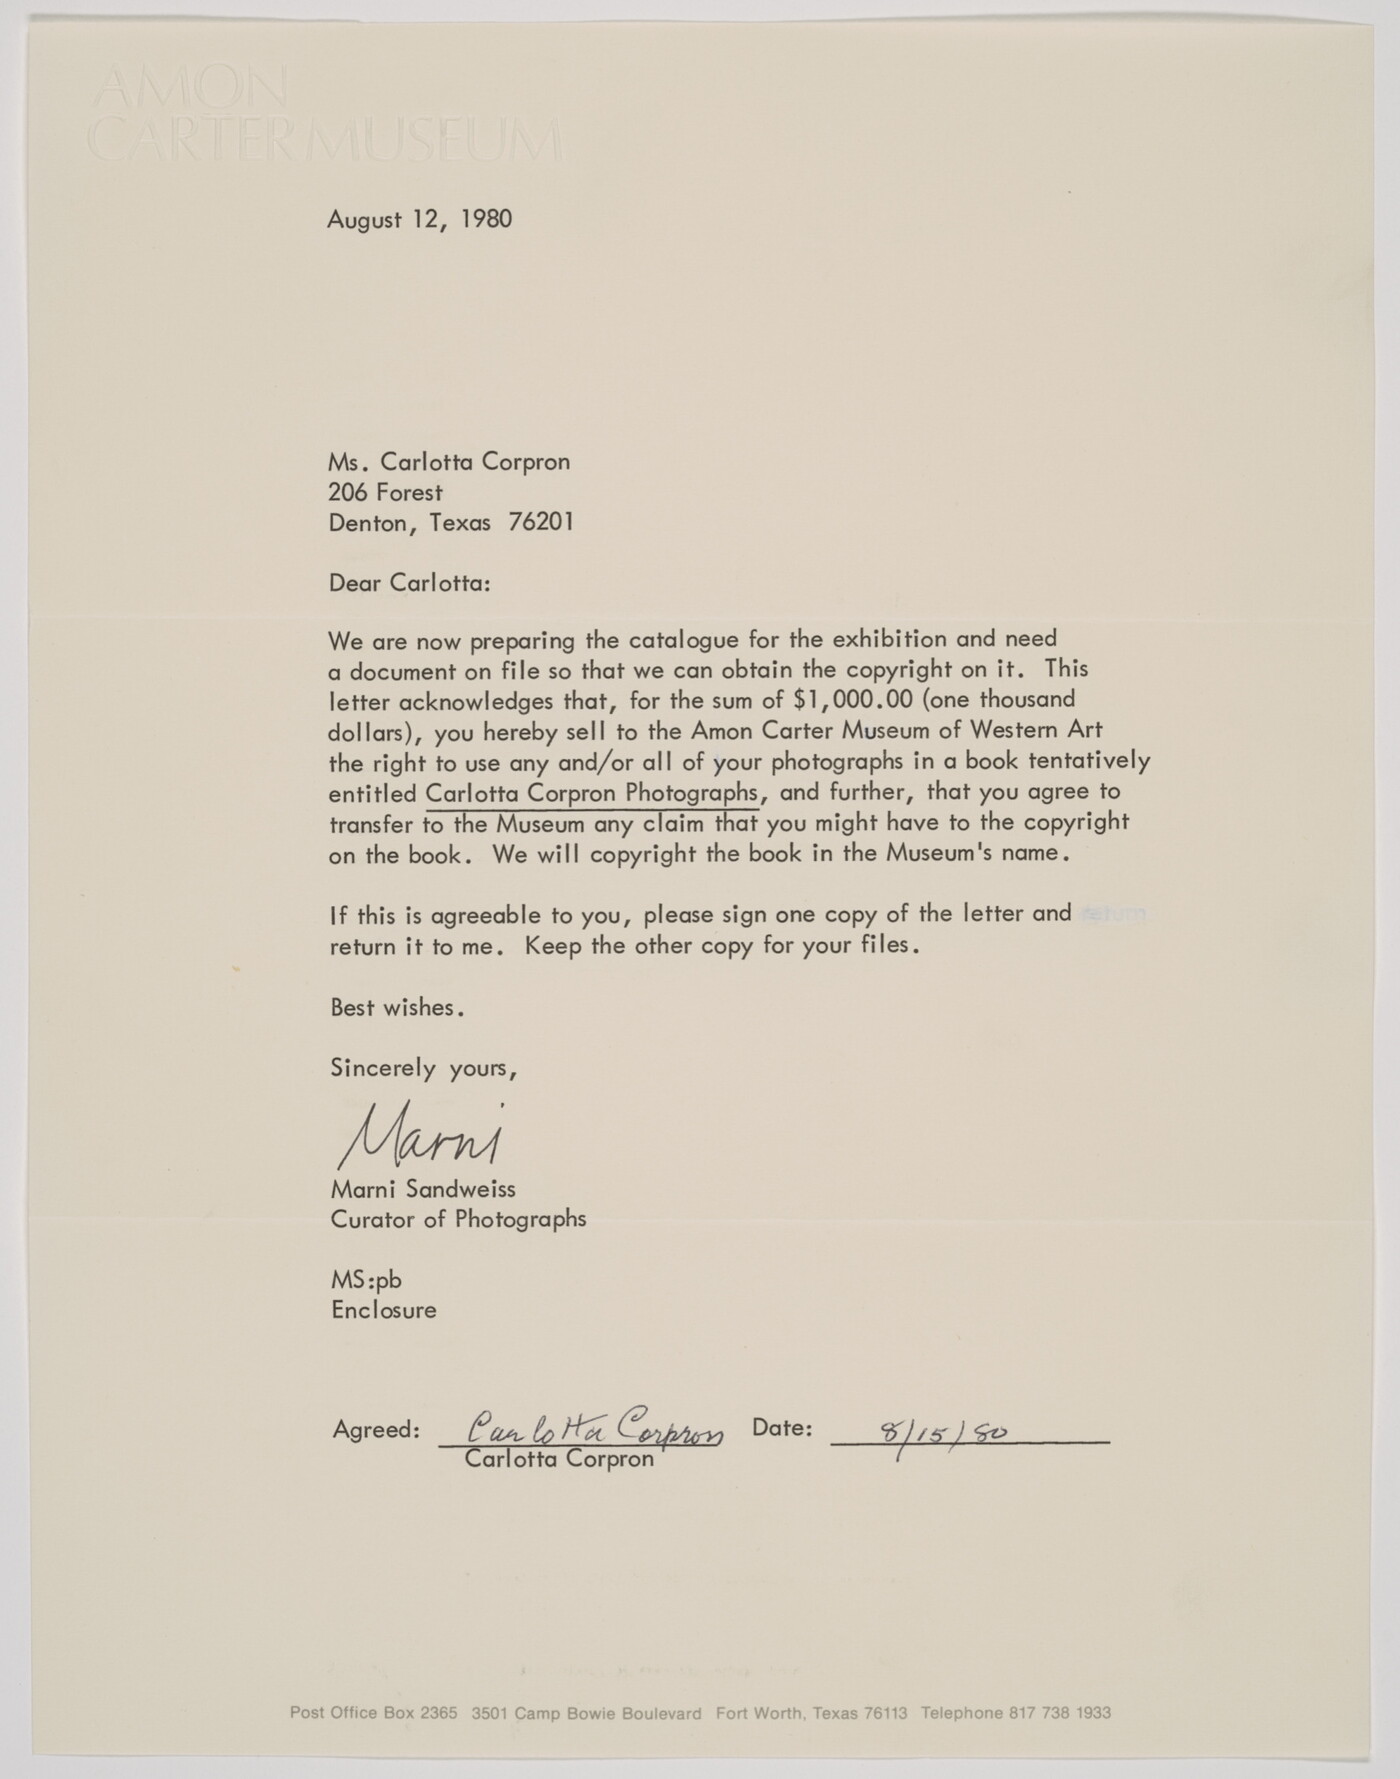 AMON
CARTER MUSEUM
August 12, 1980
Ms. Carlotta Corpron
206 Forest
Denton, Texas 76201
Dear Carlotta:
We are now preparing the catalogue for the exhibition and need
a document on file so that we can obtain the copyright on it. This
letter acknowledges that, for the sum of $1,000.00 (one thousand
dollars), you hereby sell to the Amon Carter Museum of Western Art
the right to use any and/or all of your photographs in a book tentatively
entitled Carlotta Corpron Photographs, and further, that you agree to
transfer to the Museum any claim that you might have to the copyright
on the book. We will copyright the book in the Museum's name.
If this is agreeable to you, please sign one copy of the letter and
return it to me. Keep the other copy for your files.
Best wishes.
Sincerely yours,
Marni
Marni Sandweiss
Curator of Photographs
MS:pb
Enclosure
Agreed: Carlotta Corpron Date: 8/15/80
Carlotta Corpron
Post Office Box 2365 3501 Camp Bowie Boulevard Fort Worth, Texas 76113 Telephone 817 738 1933